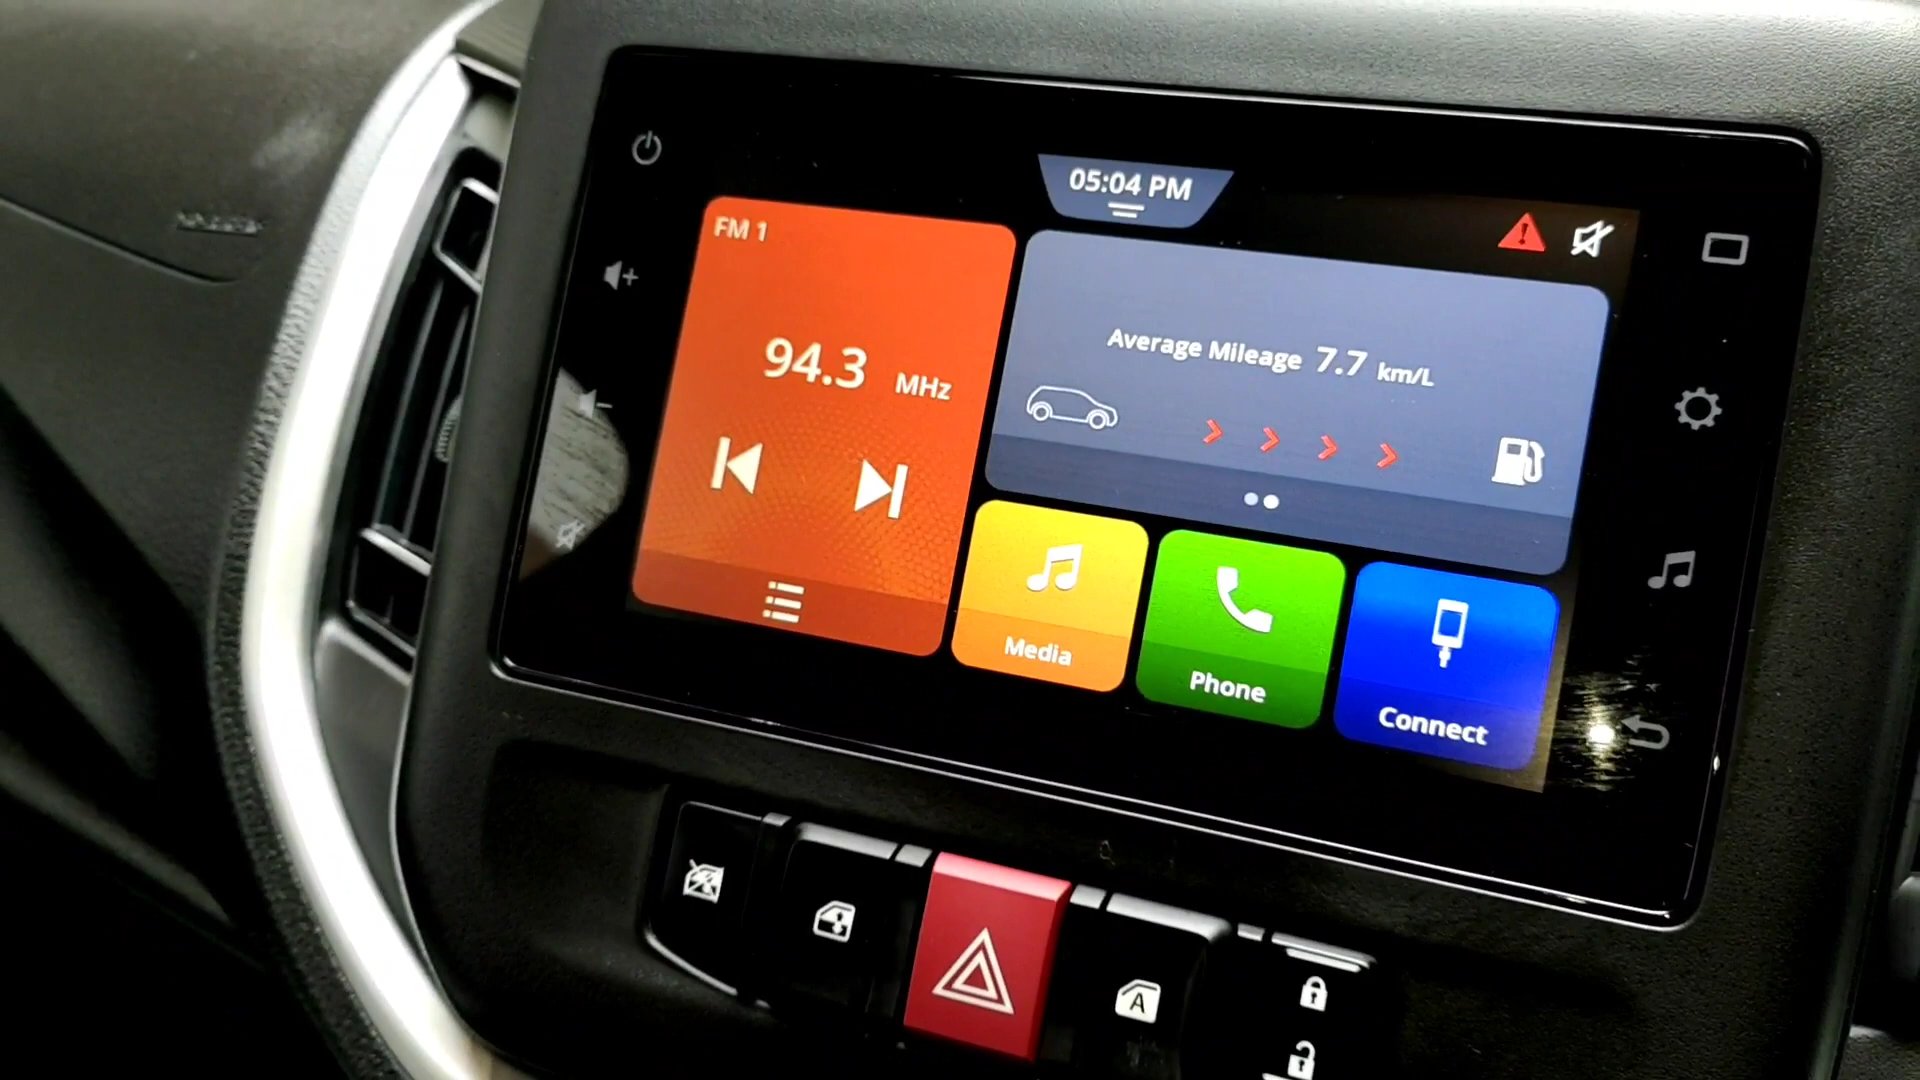 05:04 PM
FM 1
94.3 MHz
Average Mileage 7.7 km/L
Media
Phone
Connect
A